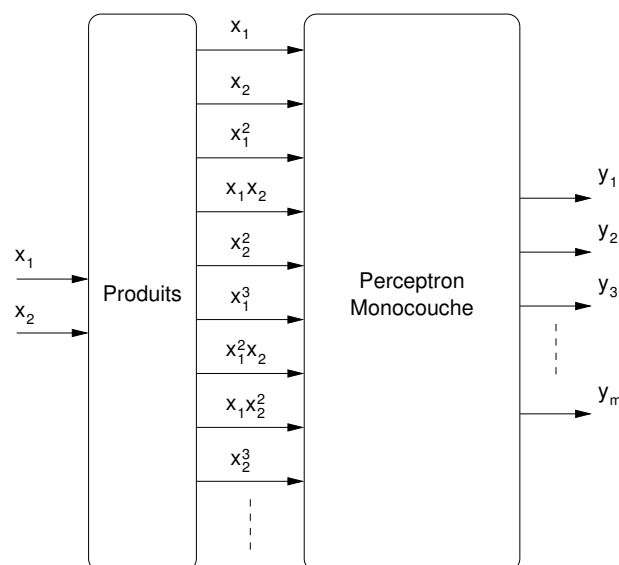 x₁
x₂
Produits
x₁
x₂
x₁²
x₁x₂
x₂²
x₁³
x₁²x₂
x₁x₂²
x₂³
Perceptron
Monocouche
y₁
y₂
y₃
yₘ